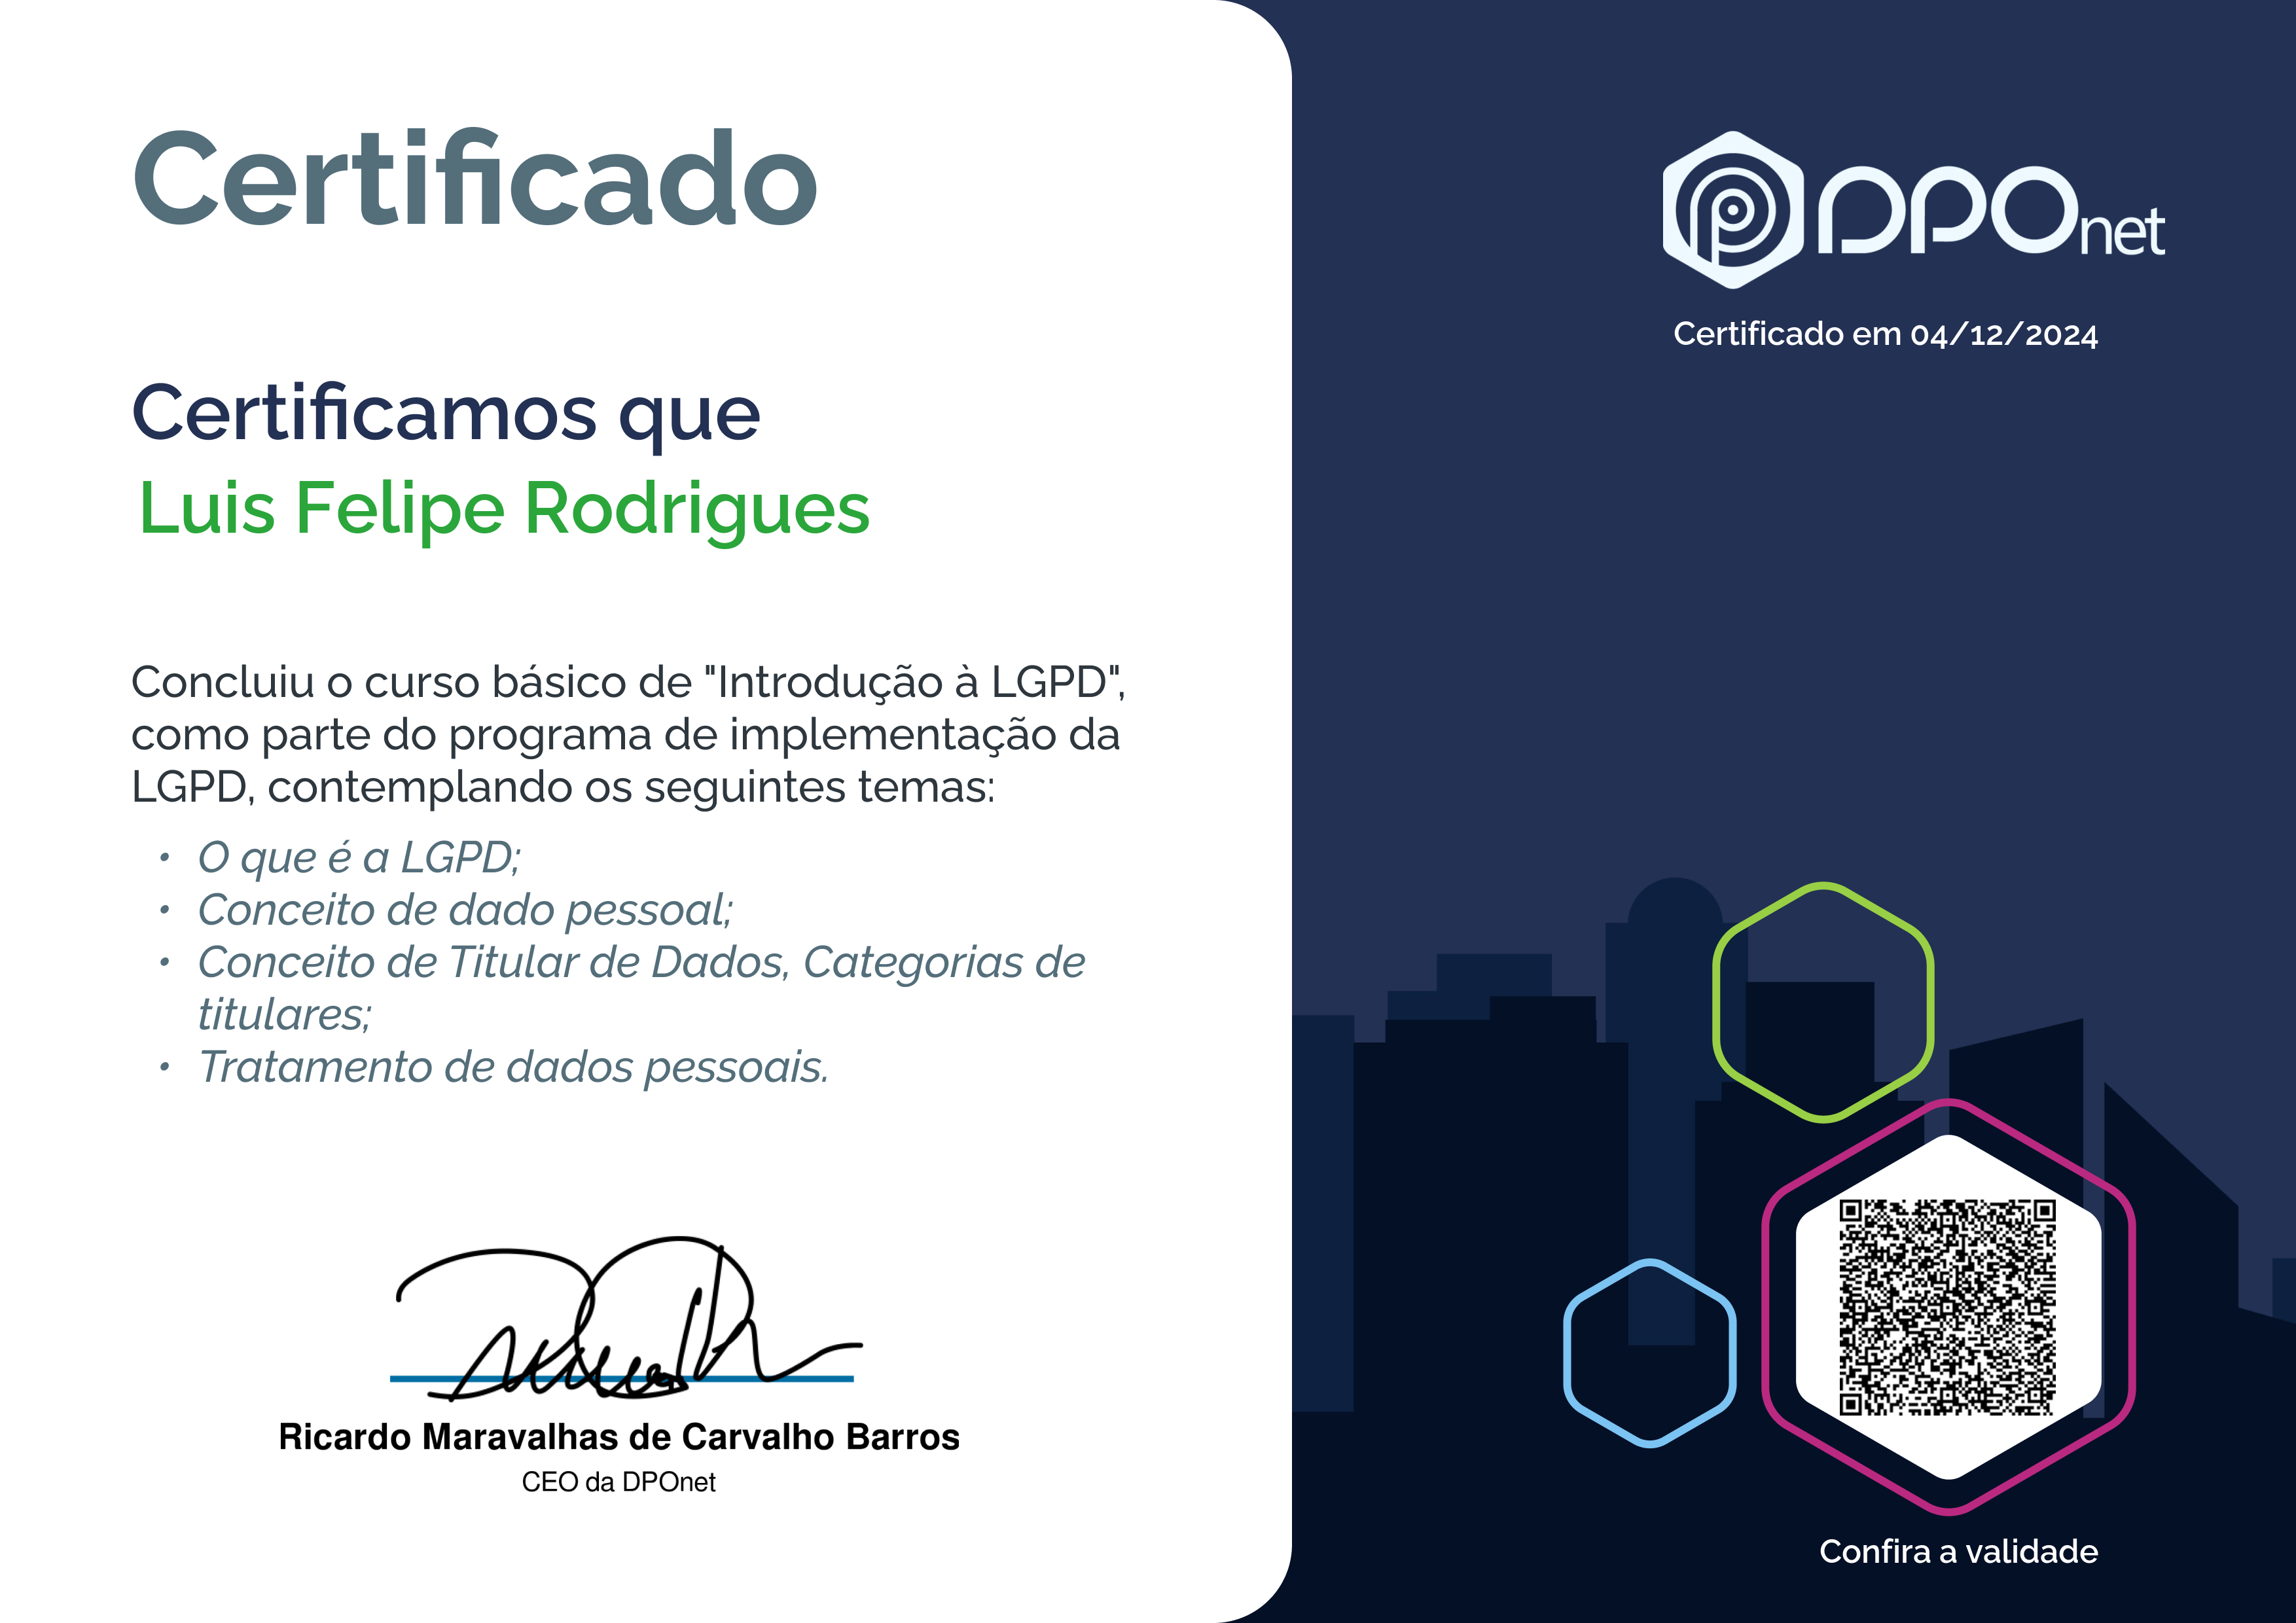 Certificado
Certificamos que
Luis Felipe Rodrigues
Concluiu o curso básico de "Introdução à LGPD",
como parte do programa de implementação da
LGPD, contemplando os seguintes temas:
• O que é a LGPD;
• Conceito de dado pessoal;
• Conceito de Titular de Dados, Categorias de
titulares;
• Tratamento de dados pessoais.
Ricardo Maravalhas de Carvalho Barros
CEO da DPOnet
DPOnet
Certificado em 04/12/2024
Confira a validade